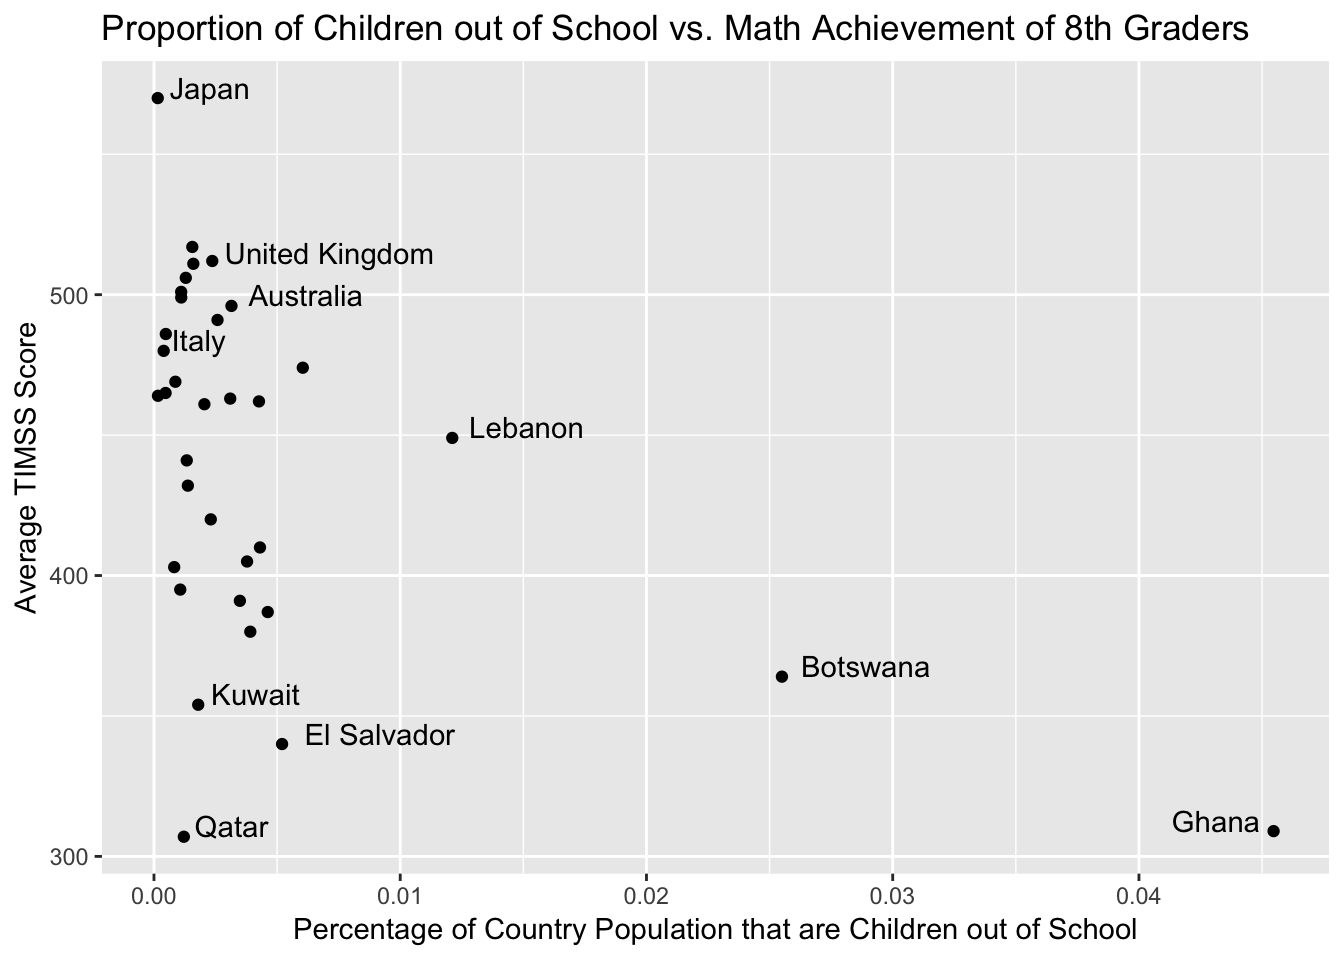 Proportion of Children out of School vs. Math Achievement of 8th Graders
Japan
United Kingdom
500
Australia
Italy
Lebanon
Average TIMSS Score
400
Botswana
Kuwait
El Salvador
Qatar
Ghana
300
0.00 0.01 0.02 0.03 0.04
Percentage of Country Population that are Children out of School